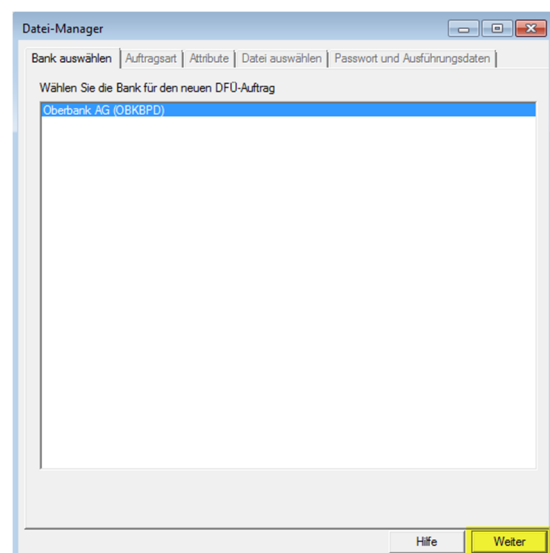 Datei-Manager
Bank auswählen Auftragsart Attribute Datei auswählen Passwort und Ausführungsdaten
Wählen Sie die Bank für den neuen DFÜ-Auftrag
Oberbank AG (OBKBPD)
Hilfe Weiter